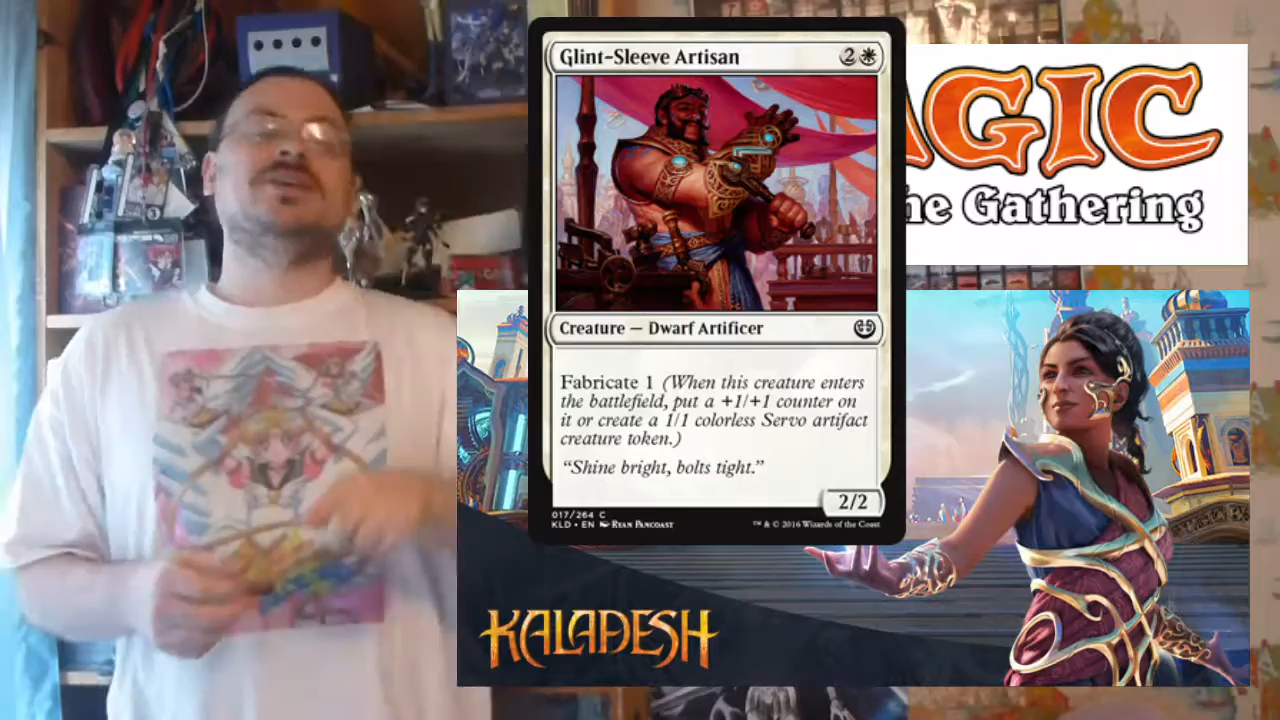 Glint-Sleeve Artisan 2
Creature — Dwarf Artificer
Fabricate 1 (When this creature enters
the battlefield, put a +1/+1 counter on
it or create a 1/1 colorless Servo artifact
creature token.)
“Shine bright, bolts tight.”
2/2
017/264 C
KLD • EN Ryan Pancoast
™ & © 2016 Wizards of the Coast
AGIC
he Gathering
KALADESH